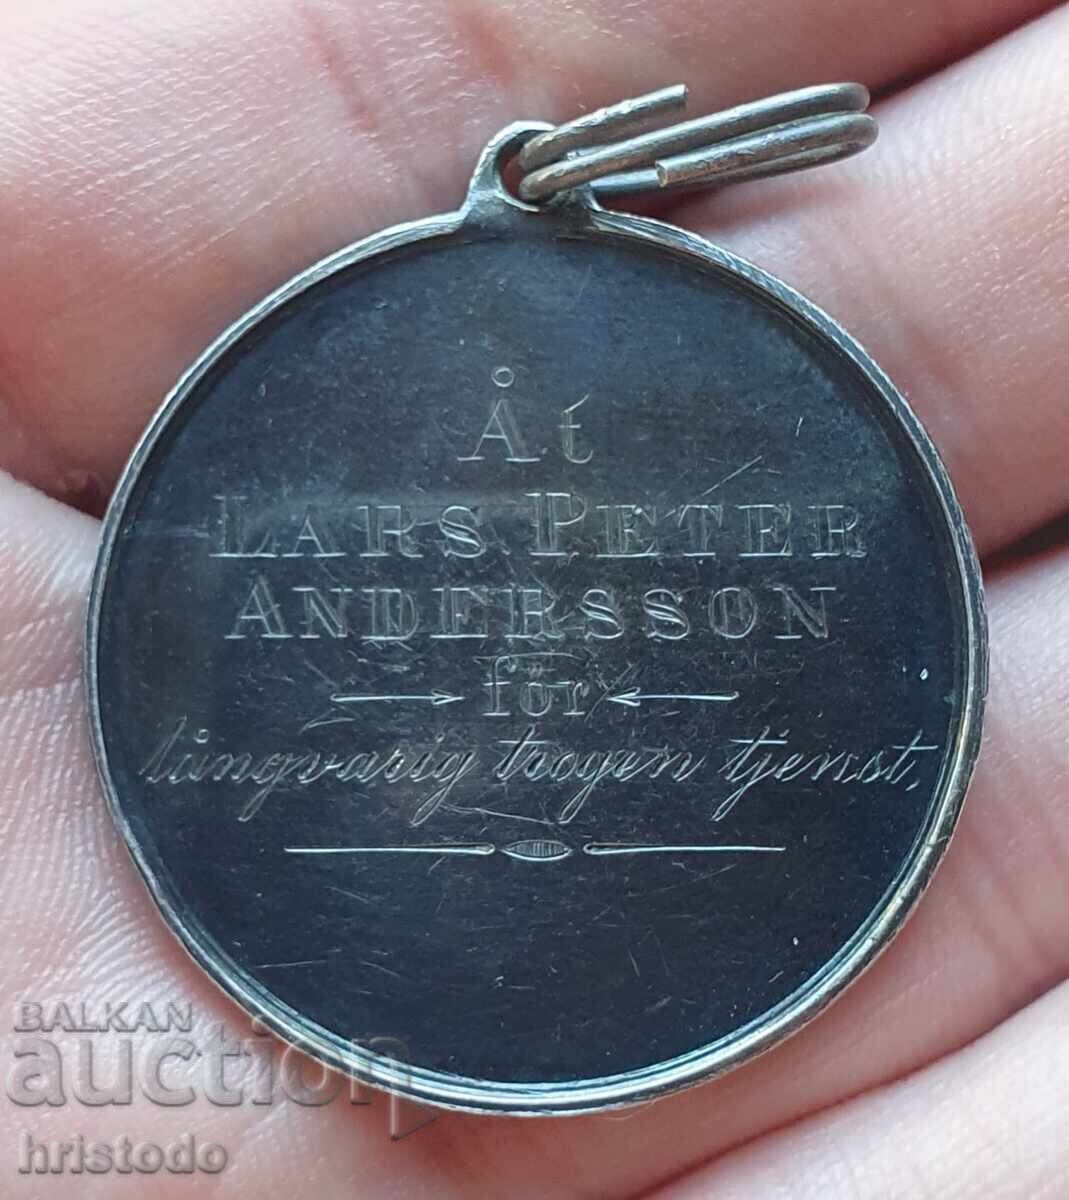 Åt
LARS PETER
ANDERSSON
för
långvarig trogen tjenst,
BALKAN
auction
hristodo